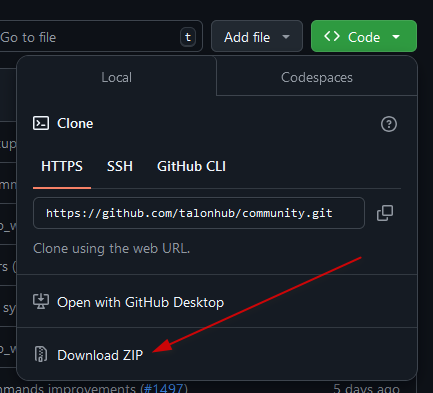 Go to file
t
Add file
Code
Local
Codespaces
Clone
HTTPS
SSH
GitHub CLI
https://github.com/talonhub/community.git
Clone using the web URL.
Open with GitHub Desktop
Download ZIP
mmands improvements (#1497)
5 days ago